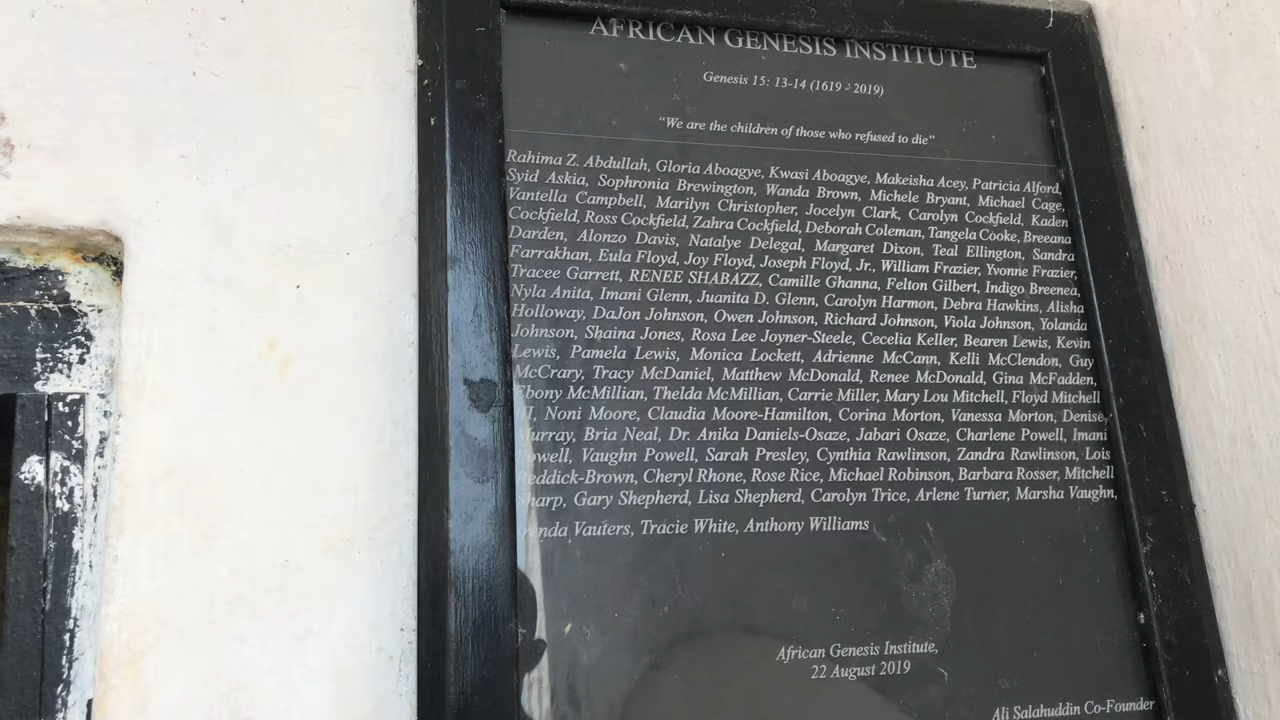 AFRICAN GENESIS INSTITUTE
Genesis 15: 13-14 (1619 - 2019)
“We are the children of those who refused to die”
Rahima Z. Abdullah, Gloria Aboagye, Kwasi Aboagye, Makeisha Acey, Patricia Alford,
Syid Askia, Sophronia Brewington, Wanda Brown, Michele Bryant, Michael Cage,
Vantella Campbell, Marilyn Christopher, Jocelyn Clark, Carolyn Cockfield, Kaden
Cockfield, Ross Cockfield, Zahra Cockfield, Deborah Coleman, Tangela Cooke, Breeana
Darden, Alonzo Davis, Natalye Delegal, Margaret Dixon, Teal Ellington, Sandra
Farrakhan, Eula Floyd, Joy Floyd, Joseph Floyd, Jr., William Frazier, Yvonne Frazier,
Tracee Garrett, RENEE SHABAZZ, Camille Ghanna, Felton Gilbert, Indigo Breenea,
Nyla Anita, Imani Glenn, Juanita D. Glenn, Carolyn Harmon, Debra Hawkins, Alisha
Holloway, DaJon Johnson, Owen Johnson, Richard Johnson, Viola Johnson, Yolanda
Johnson, Shaina Jones, Rosa Lee Joyner-Steele, Cecelia Keller, Bearen Lewis, Kevin
Lewis, Pamela Lewis, Monica Lockett, Adrienne McCann, Kelli McClendon, Guy
McCrary, Tracy McDaniel, Matthew McDonald, Renee McDonald, Gina McFadden,
Ebony McMillian, Thelda McMillian, Carrie Miller, Mary Lou Mitchell, Floyd Mitchell
III, Noni Moore, Claudia Moore-Hamilton, Corina Morton, Vanessa Morton, Denise
Murray, Bria Neal, Dr. Anika Daniels-Osaze, Jabari Osaze, Charlene Powell, Imani
Powell, Vaughn Powell, Sarah Presley, Cynthia Rawlinson, Zandra Rawlinson, Lois
Reddick-Brown, Cheryl Rhone, Rose Rice, Michael Robinson, Barbara Rosser, Mitchell
Sharp, Gary Shepherd, Lisa Shepherd, Carolyn Trice, Arlene Turner, Marsha Vaughn,
Vauters, Tracie White, Anthony Williams
African Genesis Institute,
22 August 2019
Ali Salahuddin Co-Founder